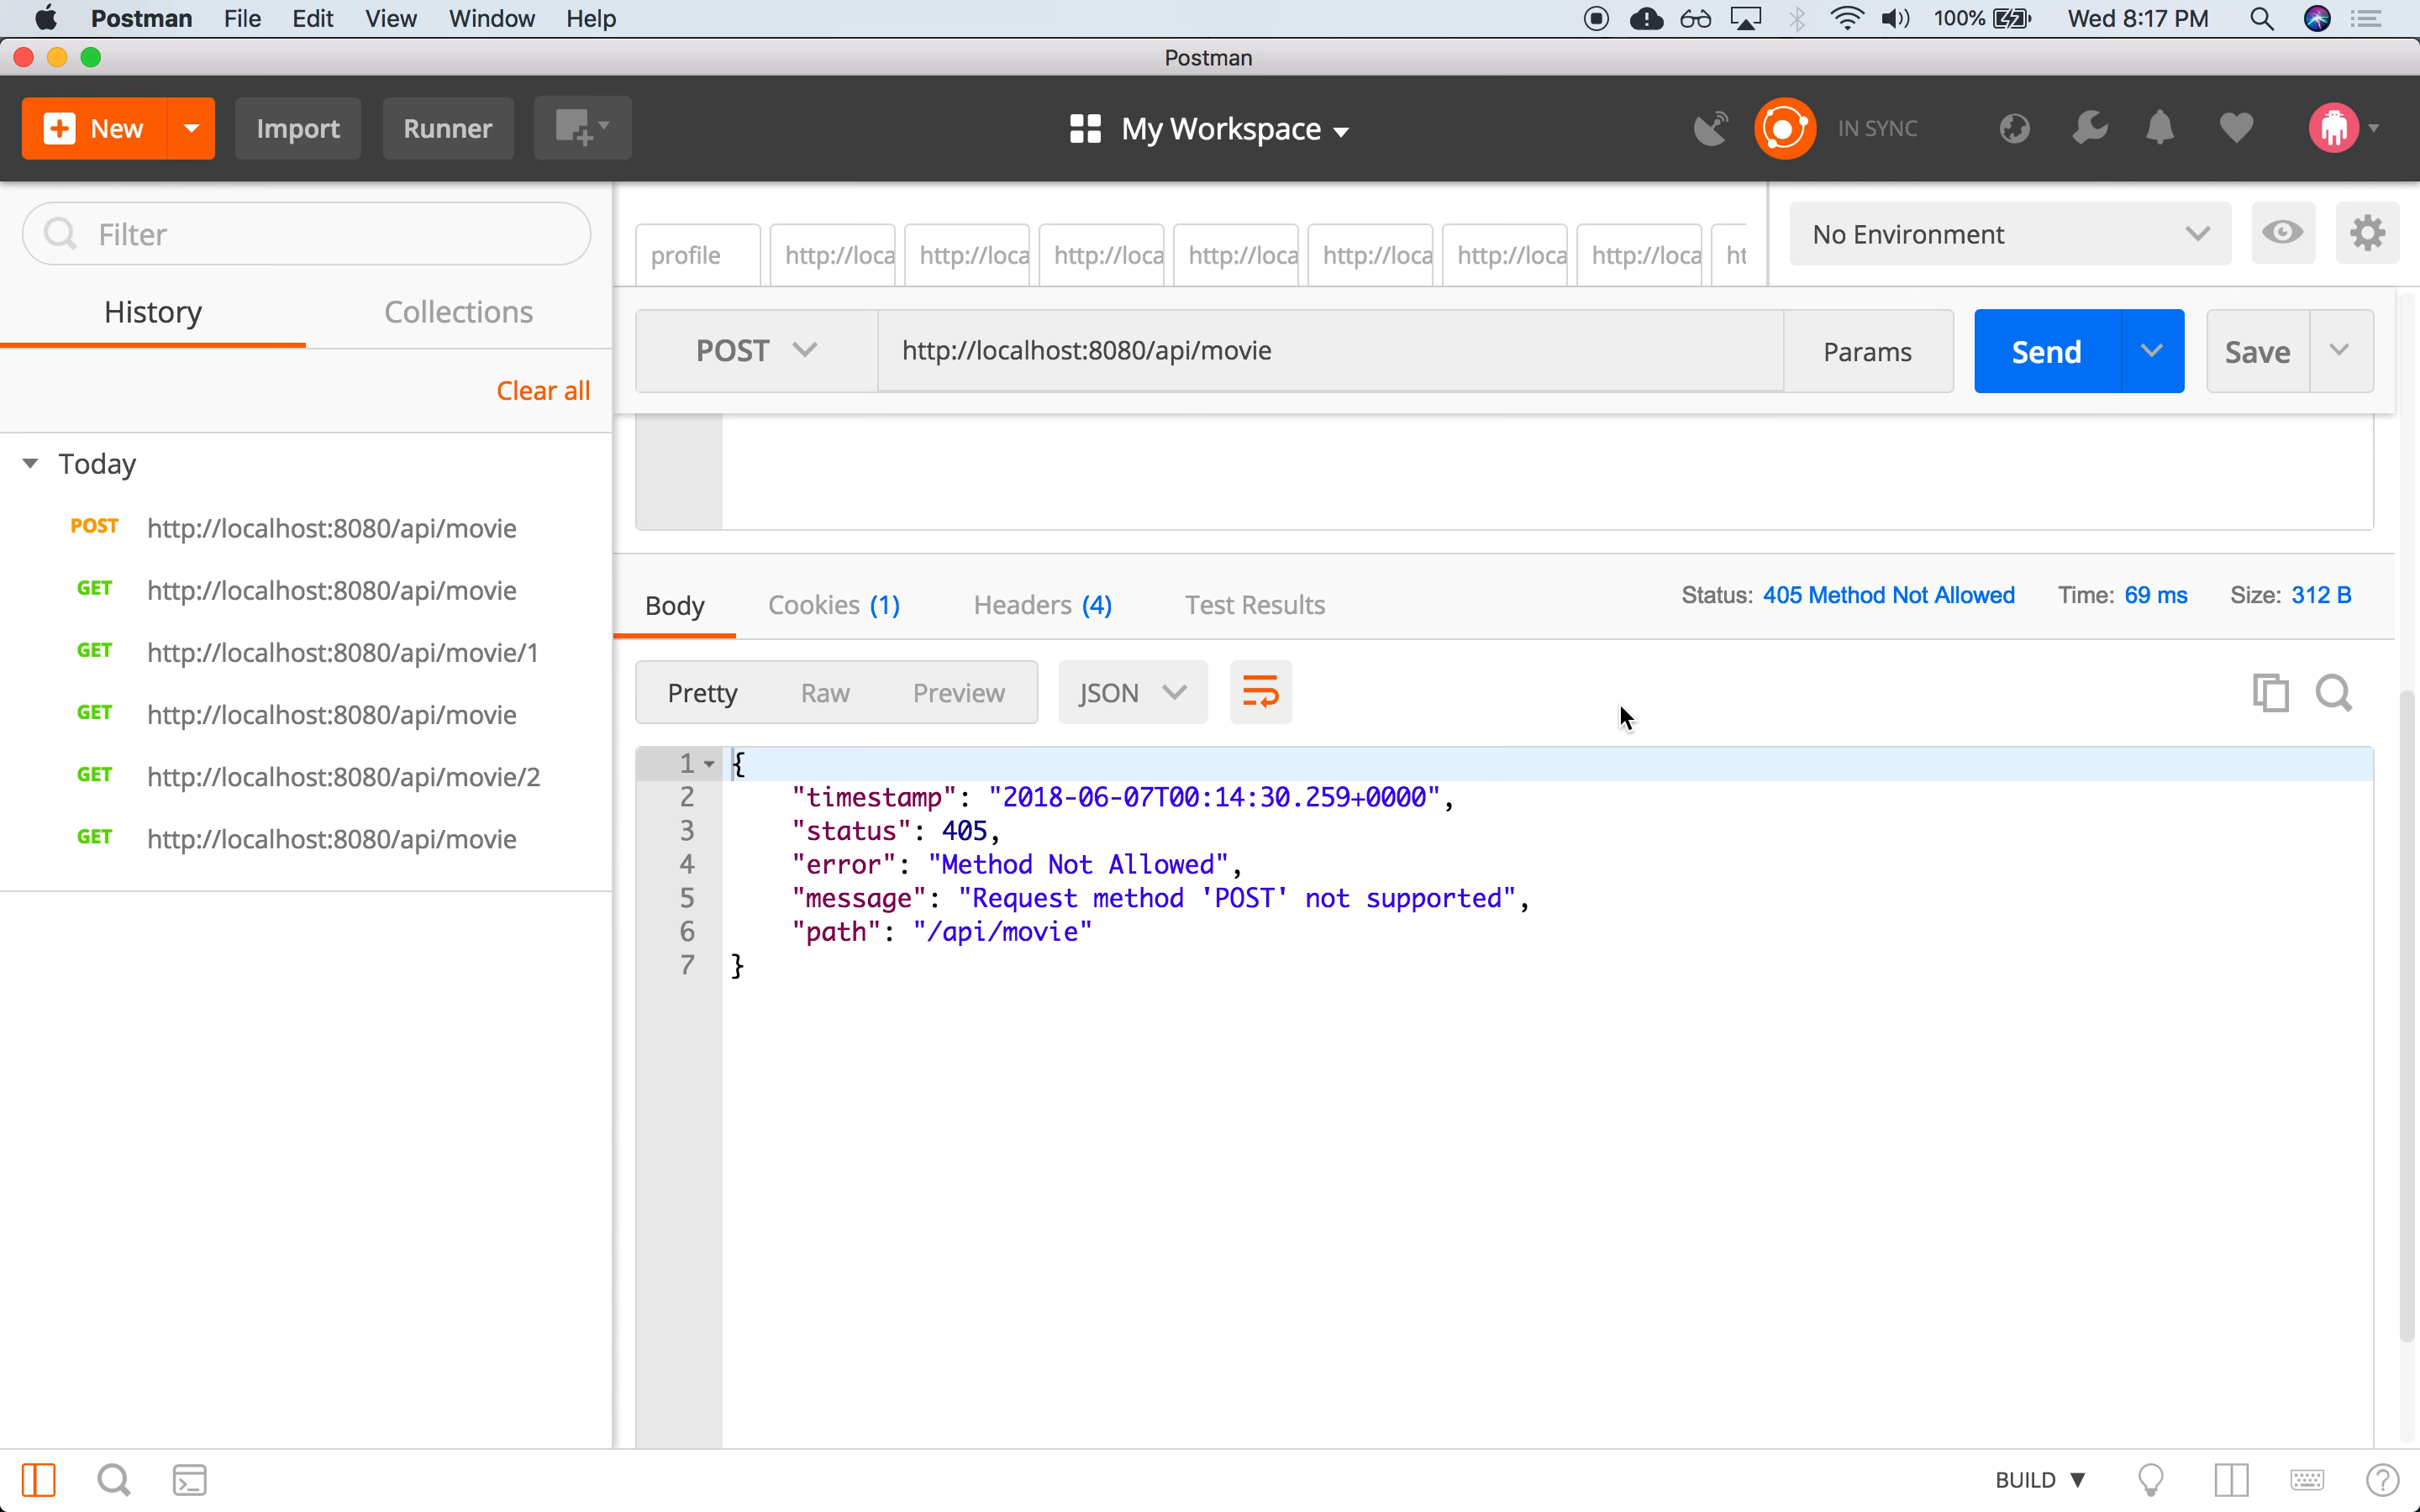 Postman File Edit View Window Help 100% Wed 8:17 PM
Postman
New Import Runner My Workspace IN SYNC
Filter
profile http://loca http://loca http://loca http://loca http://loca http://loca http://loca ht No Environment
History Collections
POST http://localhost:8080/api/movie Params Send Save
Clear all
Today
POST http://localhost:8080/api/movie
GET http://localhost:8080/api/movie
GET http://localhost:8080/api/movie/1
GET http://localhost:8080/api/movie
GET http://localhost:8080/api/movie/2
GET http://localhost:8080/api/movie
Body Cookies (1) Headers (4) Test Results Status: 405 Method Not Allowed Time: 69 ms Size: 312 B
Pretty Raw Preview JSON
1 {
2 "timestamp": "2018-06-07T00:14:30.259+0000",
3 "status": 405,
4 "error": "Method Not Allowed",
5 "message": "Request method 'POST' not supported",
6 "path": "/api/movie"
7 }
BUILD